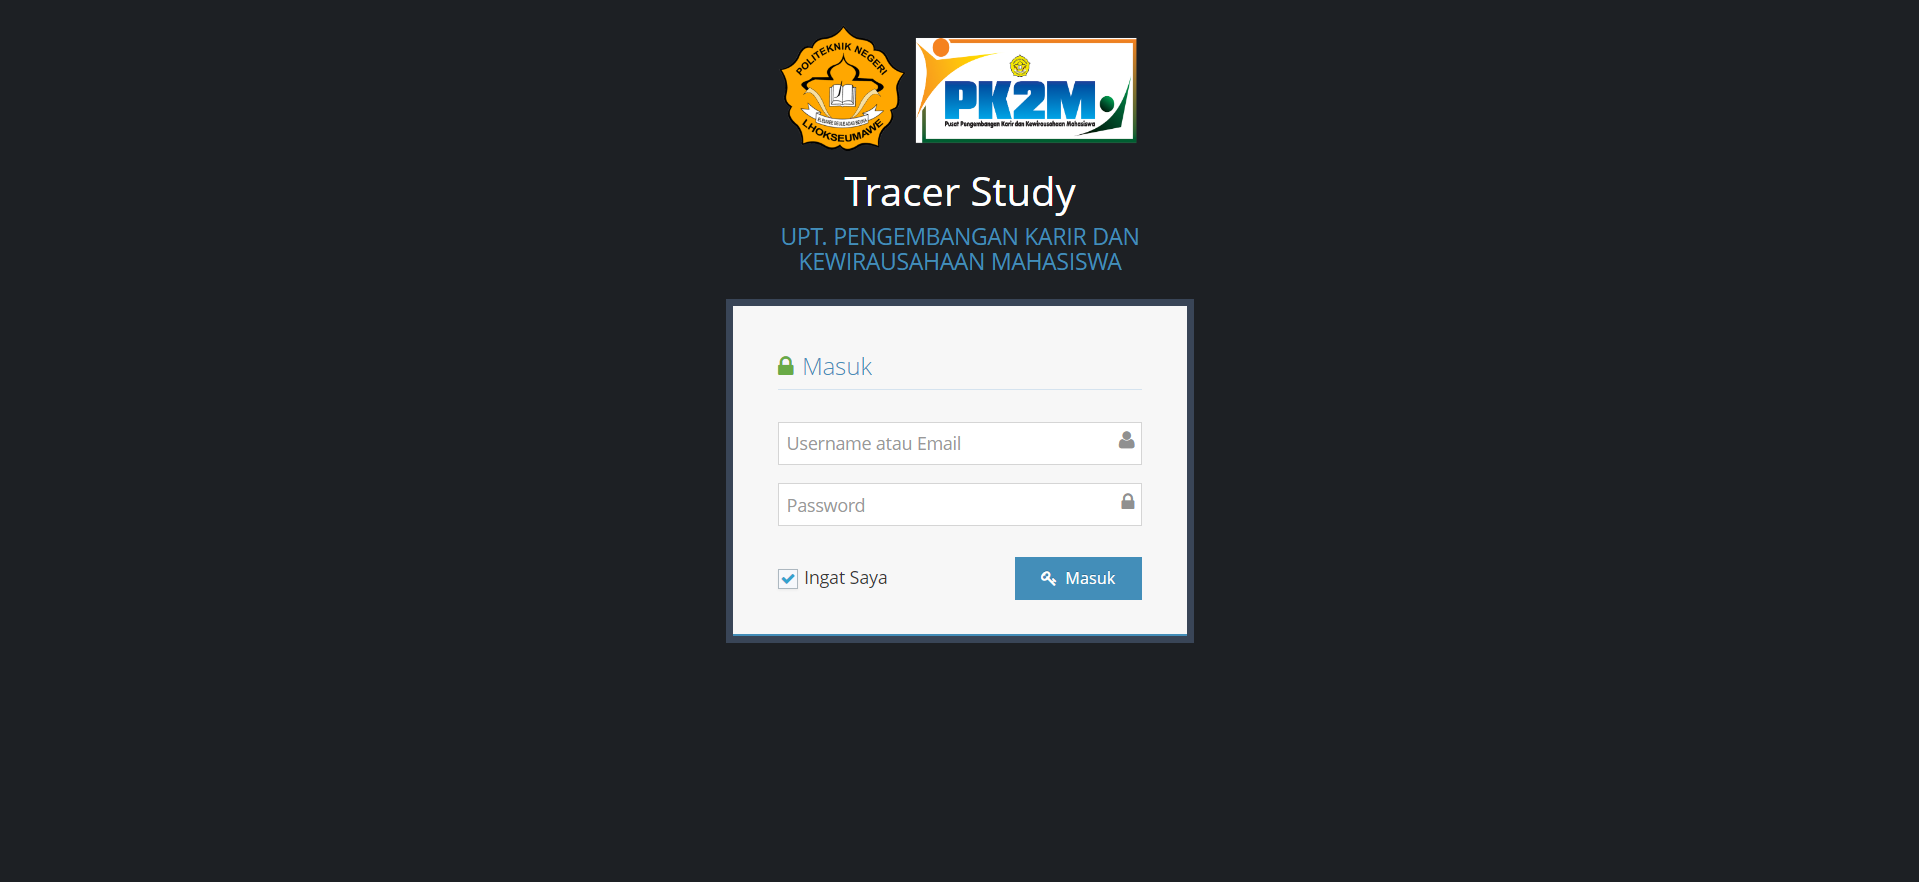 POLITEKNIK NEGERI
LHOKSEUMAWE
PK2M
Pusat Pengembangan Karir dan Kewirousahaan Mahasiswa
Tracer Study
UPT. PENGEMBANGAN KARIR DAN
KEWIRAUSAHAAN MAHASISWA
Masuk
Username atau Email
Password
Ingat Saya
Masuk